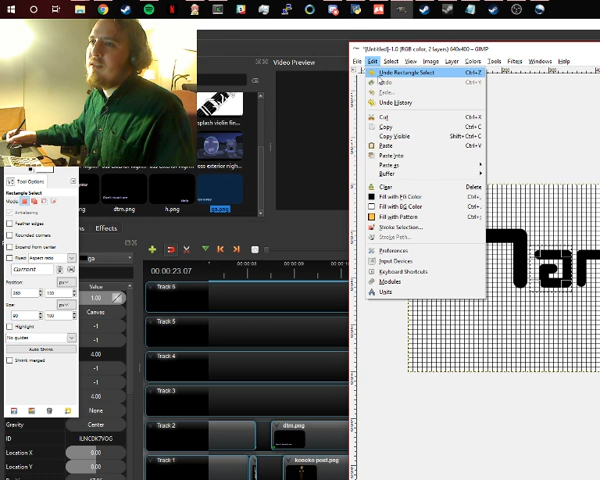 *[Untitled]-1.0 (RGB color, 2 layers) 640x400 – GIMP
File Edit Select View Image Layer Colors Tools Filters Windows Help
Video Preview
Undo Rectangle Select Ctrl+Z
Undo History
Cut Ctrl+X
Copy Ctrl+C
Copy Visible Shift+Ctrl+C
Paste Ctrl+V
Paste Into
Paste as
Buffer
Clear Delete
Fill with FG Color Ctrl+,
Fill with BG Color Ctrl+.
Fill with Pattern Ctrl+;
Stroke Selection...
Stroke Path...
Preferences
Input Devices
Keyboard Shortcuts
Modules
Units
Tool Options
Rectangle Select
Mode:
Antialiasing
Feather edges
Rounded corners
Expand from center
Fixed Aspect ratio
Current
Position: px
Size: px
Highlight
No guides
Auto Shrink
Shrink merged
splash violin fin...
dtm.png
h.png
Effects
Value
1.00
Canvas
-1
-1
4.00
-1
-1
4.00
None
Gravity Center
ID
Location X 0.00
Location Y 0.00
00:00:23:07
Track 6
Track 5
Track 4
Track 3
Track 2
dtm.png
Track 1
konoko post.png